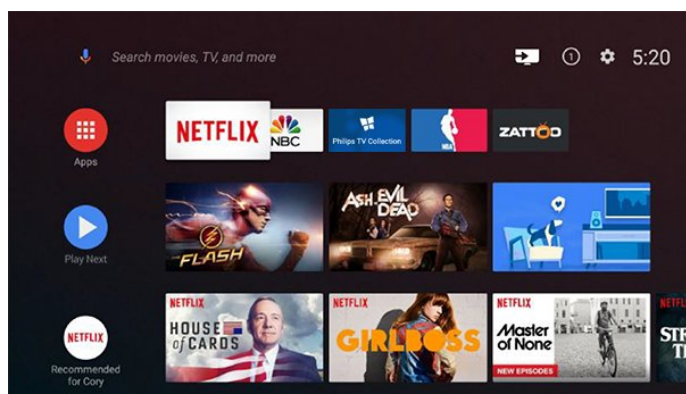 Search movies, TV, and more
1
5:20
NETFLIX
NBC
Philips TV Collection
NBA
ZATTOO
Apps
THE
FLASH
ASH VS EVIL
DEAD
Play Next
NETFLIX
NETFLIX
NETFLIX
NETFLIX
HOUSE
of CARDS
GIRLBOSS
Master
of None
NEW EPISODES
Recommended
for Cory